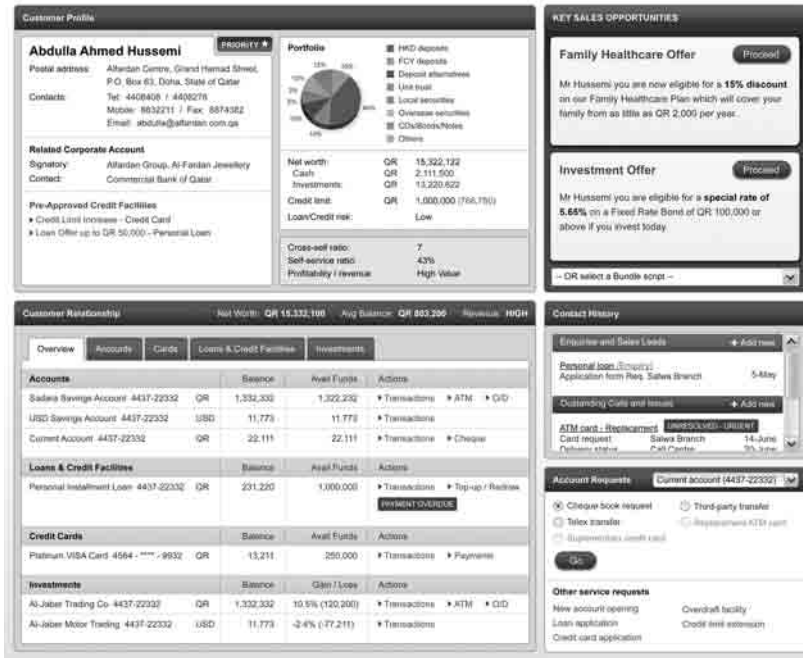 Customer Profile
Abdulla Ahmed Hussemi
PRIORITY ★
Postal address: Alfardan Centre, Grand Hamad Street,
P.O. Box 63, Doha, State of Qatar
Contacts: Tel: 4408408 / 4408276
Mobile: 8832211 / Fax: 8874382
Email: abdulla@alfardan.com.qa
Related Corporate Account
Signatory: Alfardan Group, Al-Fardan Jewellery
Contact: Commercial Bank of Qatar
Pre-Approved Credit Facilities
Credit Limit Increase - Credit Card
Loan Offer up to QR 50,000 - Personal Loan
Portfolio
HKD deposits
FCY deposits
Deposit alternatives
Unit trust
Local securities
Overseas securities
CDs/Bonds/Notes
Others
Net worth: QR 15,322,122
Cash QR 2,111,500
Investments: QR 13,220,622
Credit limit: QR 1,000,000 (766,750)
Loan/Credit risk: Low
Cross-sell ratio: 7
Self-service ratio 43%
Profitability / revenue High Value
KEY SALES OPPORTUNITIES
Family Healthcare Offer
Proceed
Mr Hussemi you are now eligible for a 15% discount
on our Family Healthcare Plan which will cover your
family from as little as QR 2,000 per year.
Investment Offer
Proceed
Mr Hussemi you are eligible for a special rate of
5.65% on a Fixed Rate Bond of QR 100,000 or
above if you invest today.
-- OR select a Bundle script --
Customer Relationship Net Worth: QR 15,332,100 Avg Balance: QR 803,200 Revenue: HIGH
Overview Accounts Cards Loans & Credit Facilities Investments
Accounts Balance Avail Funds Actions
Sadara Savings Account 4437-22332 QR 1,332,332 1,322,232 Transactions ATM O/D
USD Savings Account 4437-22332 USD 11,773 11,773 Transactions
Current Account 4437-22332 QR 22,111 22,111 Transactions Cheque
Loans & Credit Facilities Balance Avail Funds Actions
Personal Installment Loan 4437-22332 QR 231,220 1,000,000 Transactions Top-up / Redraw
PAYMENT OVERDUE
Credit Cards Balance Avail Funds Actions
Platinum VISA Card 4564 - **** - 9932 QR 13,211 250,000 Transactions Payments
Investments Balance Gain / Loss Actions
Al-Jaber Trading Co 4437-22332 QR 1,332,332 10.5% (120,200) Transactions ATM O/D
Al-Jaber Motor Trading 4437-22332 USD 11,773 -2.4% (-77,211) Transactions
Contact History
Enquiries and Sales Leads + Add new
Personal loan (Enquiry)
Application form Req. Salwa Branch 5-May
Outstanding Calls and Issues + Add new
ATM card - Replacement UNRESOLVED - URGENT
Card request Salwa Branch 14-June
Delivery status Call Centre 20-June
Account Requests
Current account (4437-22332)
Cheque book request Third-party transfer
Telex transfer Replacement ATM card
Suplementary credit card
Go
Other service requests
New account opening Overdraft facility
Loan application Credit limit extension
Credit card application